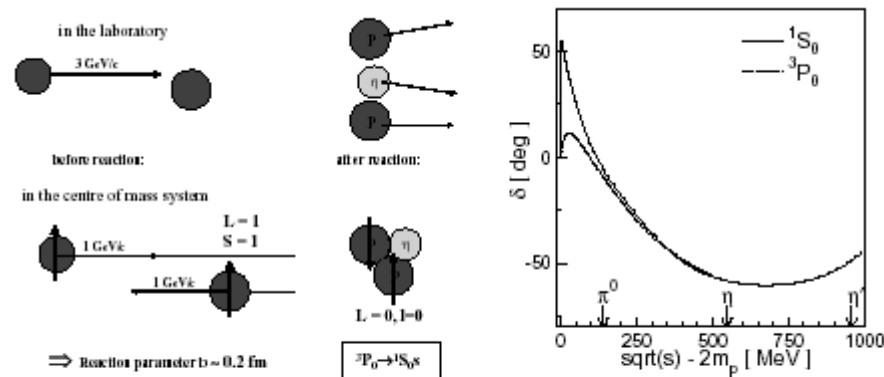 in the laboratory
3 GeV/c
P
η
P
before reaction:
after reaction:
in the centre of mass system
L = 1
S = 1
1 GeV/c
1 GeV/c
η
L = 0, l=0
⇒ Reaction parameter b ~ 0.2 fm
³P₀→¹S₀s
¹S₀
³P₀
50
0
-50
δ [ deg ]
π⁰
η
η'
0
250
500
750
1000
sqrt(s) - 2mₚ [ MeV ]